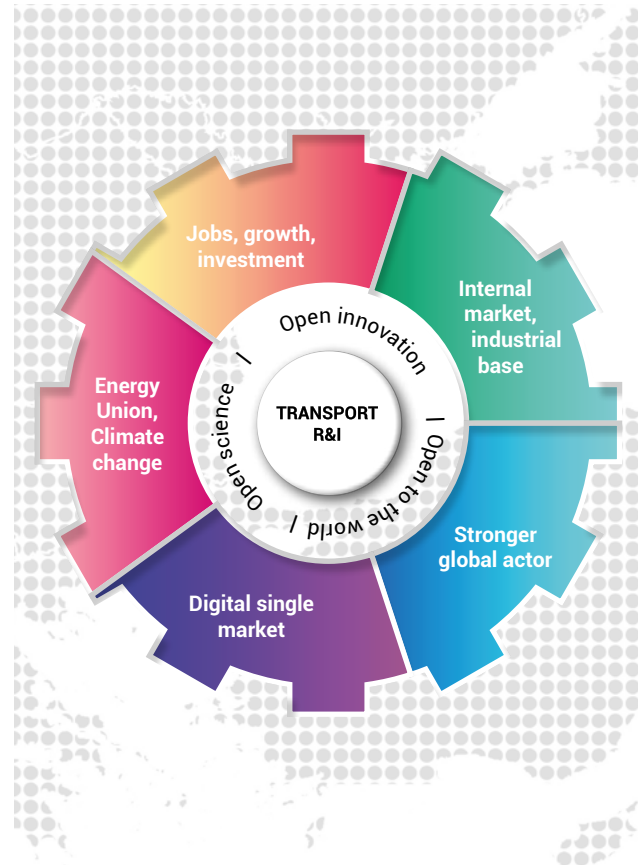 Jobs, growth,
investment
Internal
market,
industrial
base
Energy
Union,
Climate
change
Open innovation
| Open to the world |
Open science |
TRANSPORT
R&I
Stronger
global actor
Digital single
market